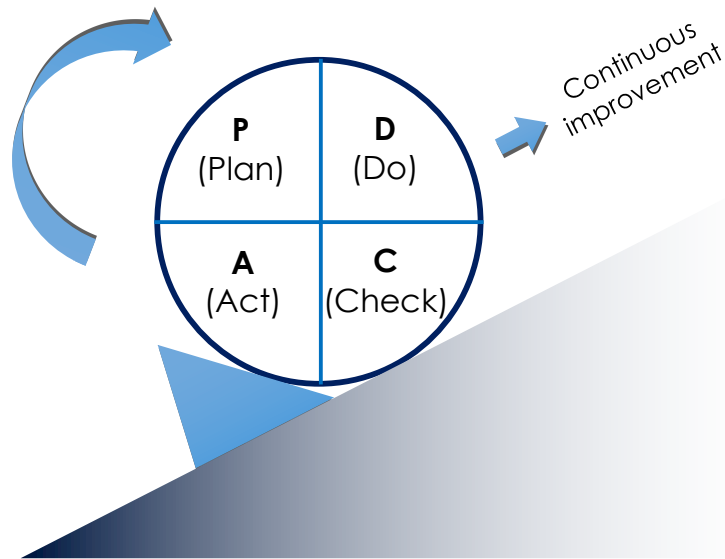 Continuous
improvement
P
(Plan)
D
(Do)
A
(Act)
C
(Check)